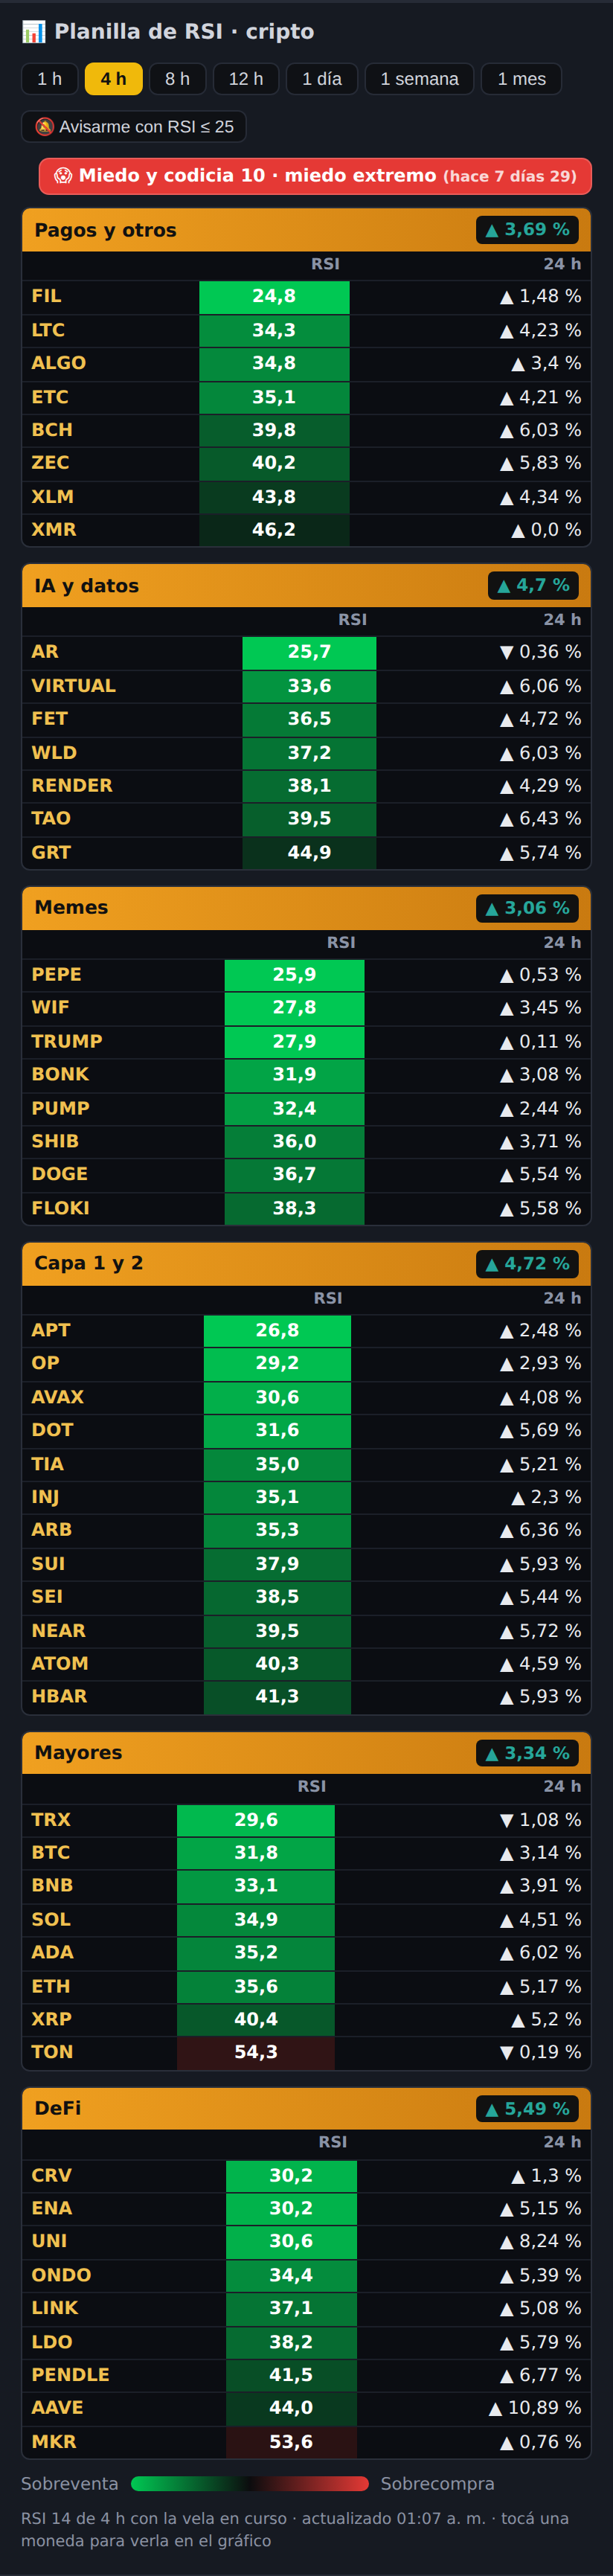 📊 Planilla de RSI · cripto
1 h 4 h 8 h 12 h 1 día 1 semana 1 mes
🔕 Avisarme con RSI ≤ 25
😱 Miedo y codicia 10 · miedo extremo (hace 7 días 29)
Pagos y otros ▲ 3,69 %
RSI 24 h
FIL 24,8 ▲ 1,48 %
LTC 34,3 ▲ 4,23 %
ALGO 34,8 ▲ 3,4 %
ETC 35,1 ▲ 4,21 %
BCH 39,8 ▲ 6,03 %
ZEC 40,2 ▲ 5,83 %
XLM 43,8 ▲ 4,34 %
XMR 46,2 ▲ 0,0 %
IA y datos ▲ 4,7 %
RSI 24 h
AR 25,7 ▼ 0,36 %
VIRTUAL 33,6 ▲ 6,06 %
FET 36,5 ▲ 4,72 %
WLD 37,2 ▲ 6,03 %
RENDER 38,1 ▲ 4,29 %
TAO 39,5 ▲ 6,43 %
GRT 44,9 ▲ 5,74 %
Memes ▲ 3,06 %
RSI 24 h
PEPE 25,9 ▲ 0,53 %
WIF 27,8 ▲ 3,45 %
TRUMP 27,9 ▲ 0,11 %
BONK 31,9 ▲ 3,08 %
PUMP 32,4 ▲ 2,44 %
SHIB 36,0 ▲ 3,71 %
DOGE 36,7 ▲ 5,54 %
FLOKI 38,3 ▲ 5,58 %
Capa 1 y 2 ▲ 4,72 %
RSI 24 h
APT 26,8 ▲ 2,48 %
OP 29,2 ▲ 2,93 %
AVAX 30,6 ▲ 4,08 %
DOT 31,6 ▲ 5,69 %
TIA 35,0 ▲ 5,21 %
INJ 35,1 ▲ 2,3 %
ARB 35,3 ▲ 6,36 %
SUI 37,9 ▲ 5,93 %
SEI 38,5 ▲ 5,44 %
NEAR 39,5 ▲ 5,72 %
ATOM 40,3 ▲ 4,59 %
HBAR 41,3 ▲ 5,93 %
Mayores ▲ 3,34 %
RSI 24 h
TRX 29,6 ▼ 1,08 %
BTC 31,8 ▲ 3,14 %
BNB 33,1 ▲ 3,91 %
SOL 34,9 ▲ 4,51 %
ADA 35,2 ▲ 6,02 %
ETH 35,6 ▲ 5,17 %
XRP 40,4 ▲ 5,2 %
TON 54,3 ▼ 0,19 %
DeFi ▲ 5,49 %
RSI 24 h
CRV 30,2 ▲ 1,3 %
ENA 30,2 ▲ 5,15 %
UNI 30,6 ▲ 8,24 %
ONDO 34,4 ▲ 5,39 %
LINK 37,1 ▲ 5,08 %
LDO 38,2 ▲ 5,79 %
PENDLE 41,5 ▲ 6,77 %
AAVE 44,0 ▲ 10,89 %
MKR 53,6 ▲ 0,76 %
Sobreventa Sobrecompra
RSI 14 de 4 h con la vela en curso · actualizado 01:07 a. m. · tocá una
moneda para verla en el gráfico